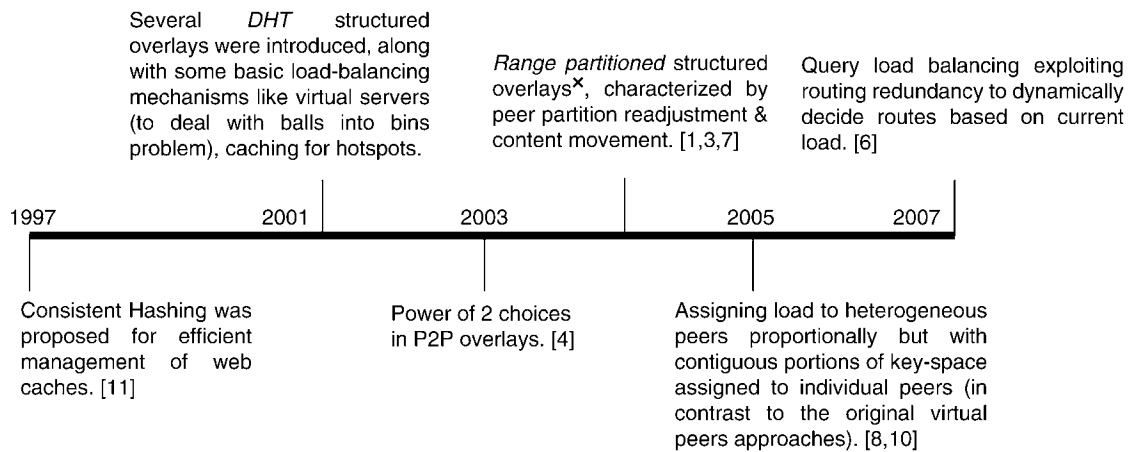 Several DHT structured
overlays were introduced, along
with some basic load-balancing
mechanisms like virtual servers
(to deal with balls into bins
problem), caching for hotspots.
Range partitioned structured
overlays×, characterized by
peer partition readjustment &
content movement. [1,3,7]
Query load balancing exploiting
routing redundancy to dynamically
decide routes based on current
load. [6]
1997
2001
2003
2005
2007
Consistent Hashing was
proposed for efficient
management of web
caches. [11]
Power of 2 choices
in P2P overlays. [4]
Assigning load to heterogeneous
peers proportionally but with
contiguous portions of key-space
assigned to individual peers (in
contrast to the original virtual
peers approaches). [8,10]